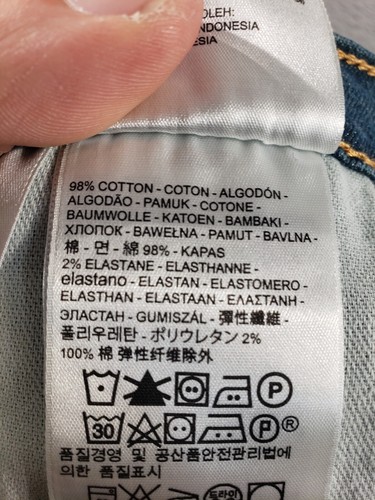 OLEH:
INDONESIA
ESIA
98% COTTON - COTON - ALGODÓN -
ALGODÃO - PAMUK - COTONE -
BAUMWOLLE - KATOEN - BAMBAKI -
ХЛОПОК - BAWEŁNA - PAMUT - BAVLNA -
棉 - 면 - 綿 98% - KAPAS
2% ELASTANE - ELASTHANNE -
elastano - ELASTAN - ELASTOMERO -
ELASTHAN - ELASTAAN - ΕΛΑΣΤΑΝΗ -
ЭЛАСТАН - GUMISZÁL - 彈性纖維 -
폴리우레탄 - ポリウレタン 2%
100% 棉 弹性纤维除外
P
30 P®
품질경영 및 공산품안전관리법에
의한 품질표시
드라이